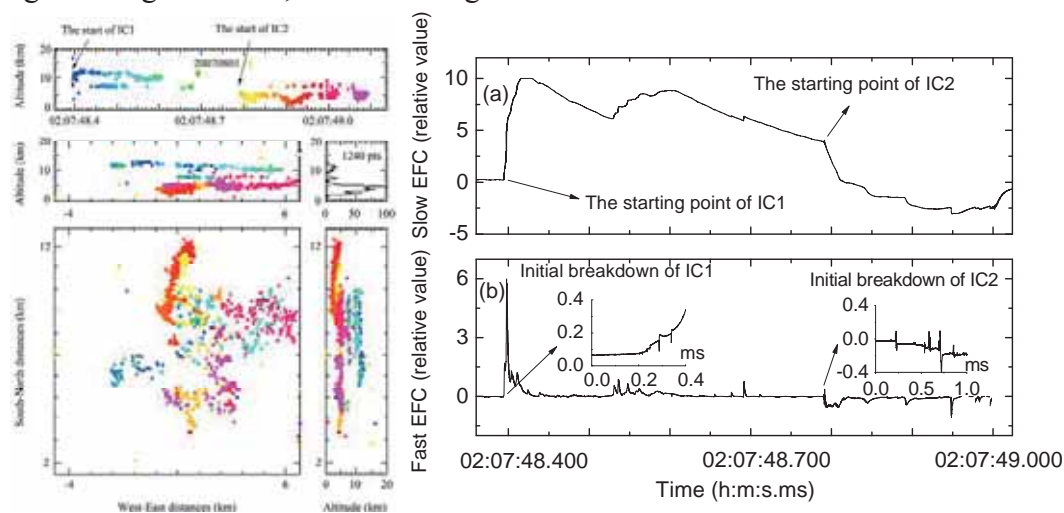 The start of IC1
The start of IC2
20070801
Altitude (km)
20
10
0
02:07:48.4
02:07:48.7
02:07:49.0
Altitude (km)
20
10
0
-4
6
1240 pts
0
50
100
South-North distances (km)
12
2
-4
6
West-East distances (km)
12
2
0
10
20
Altitude (km)
(a)
Slow EFC (relative value)
10
5
0
-5
The starting point of IC2
The starting point of IC1
(b)
Fast EFC (relative value)
6
3
0
Initial breakdown of IC1
0.4
0.2
0.0
ms
0.0
0.2
0.4
Initial breakdown of IC2
0.4
0.0
-0.4
ms
0.0
0.5
1.0
02:07:48.400
02:07:48.700
02:07:49.000
Time (h:m:s.ms)